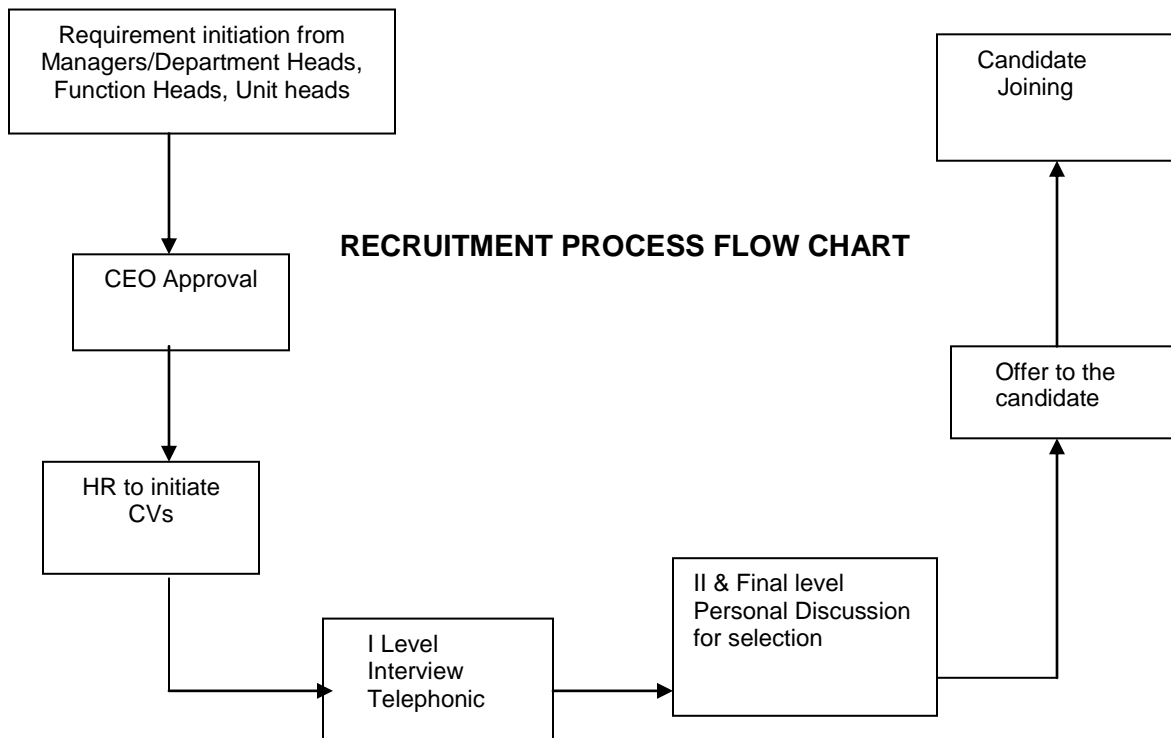 Requirement initiation from
Managers/Department Heads,
Function Heads, Unit heads
Candidate
Joining
RECRUITMENT PROCESS FLOW CHART
CEO Approval
Offer to the
candidate
HR to initiate
CVs
II & Final level
Personal Discussion
for selection
I Level
Interview
Telephonic